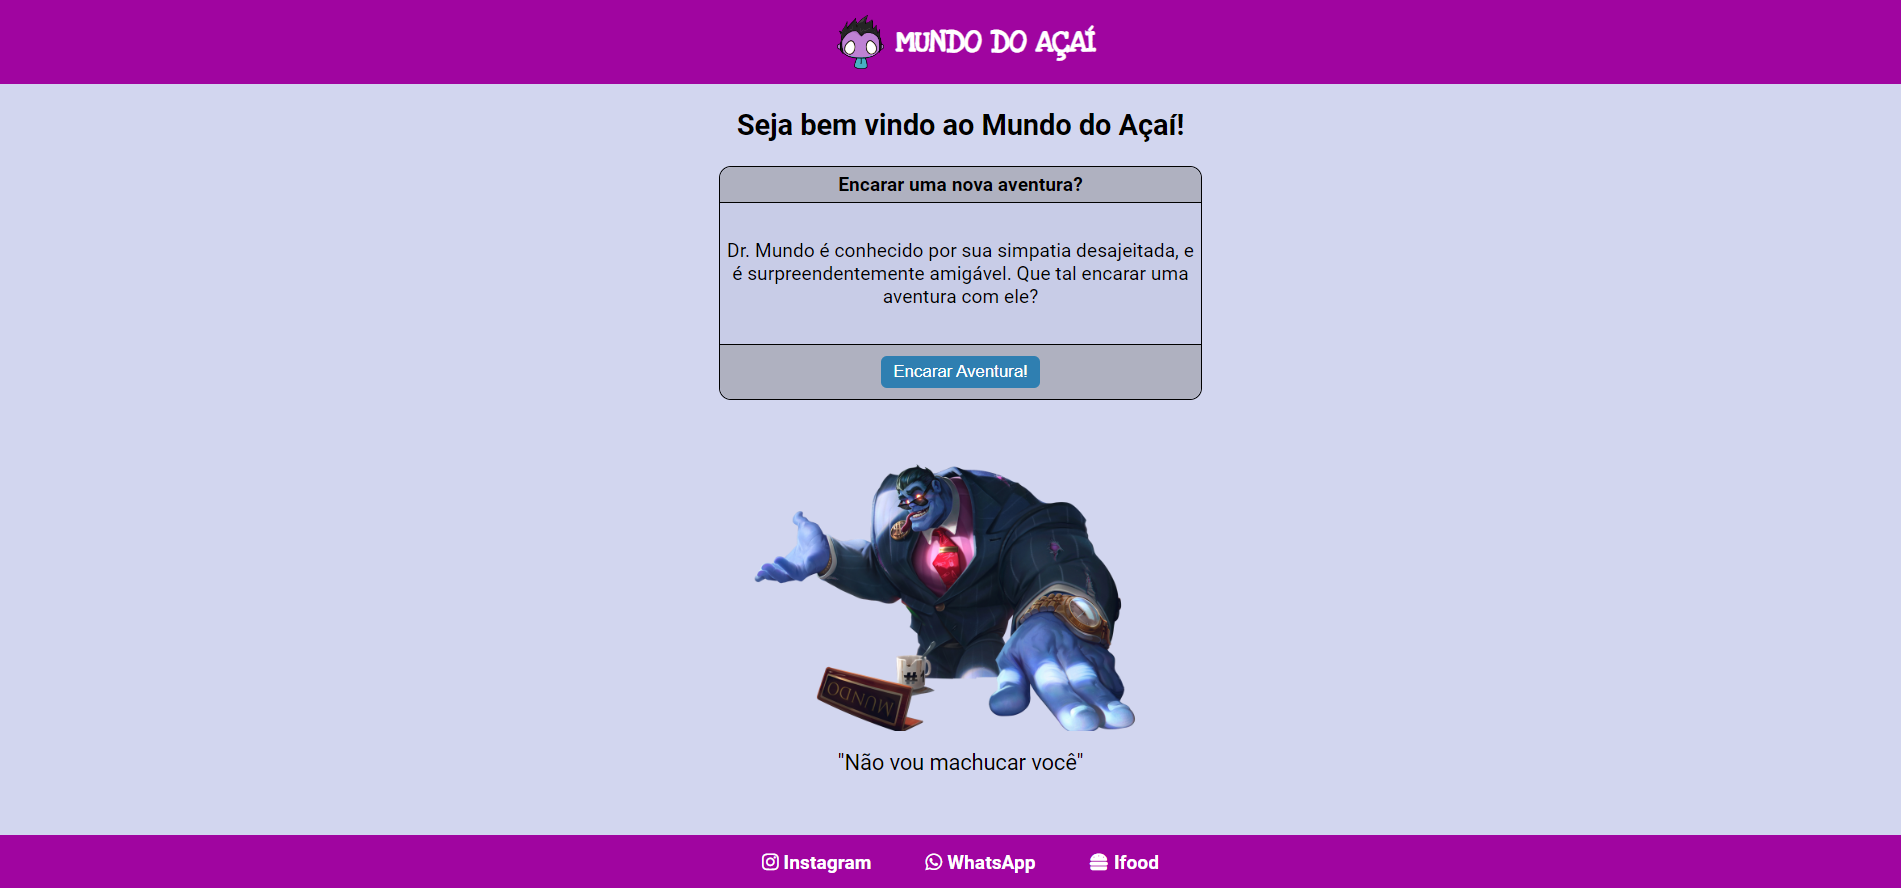 MUNDO DO AÇAÍ
Seja bem vindo ao Mundo do Açaí!
Encarar uma nova aventura?
Dr. Mundo é conhecido por sua simpatia desajeitada, e
é surpreendentemente amigável. Que tal encarar uma
aventura com ele?
Encarar Aventura!
#1
MUNDO
"Não vou machucar você"
Instagram
WhatsApp
Ifood